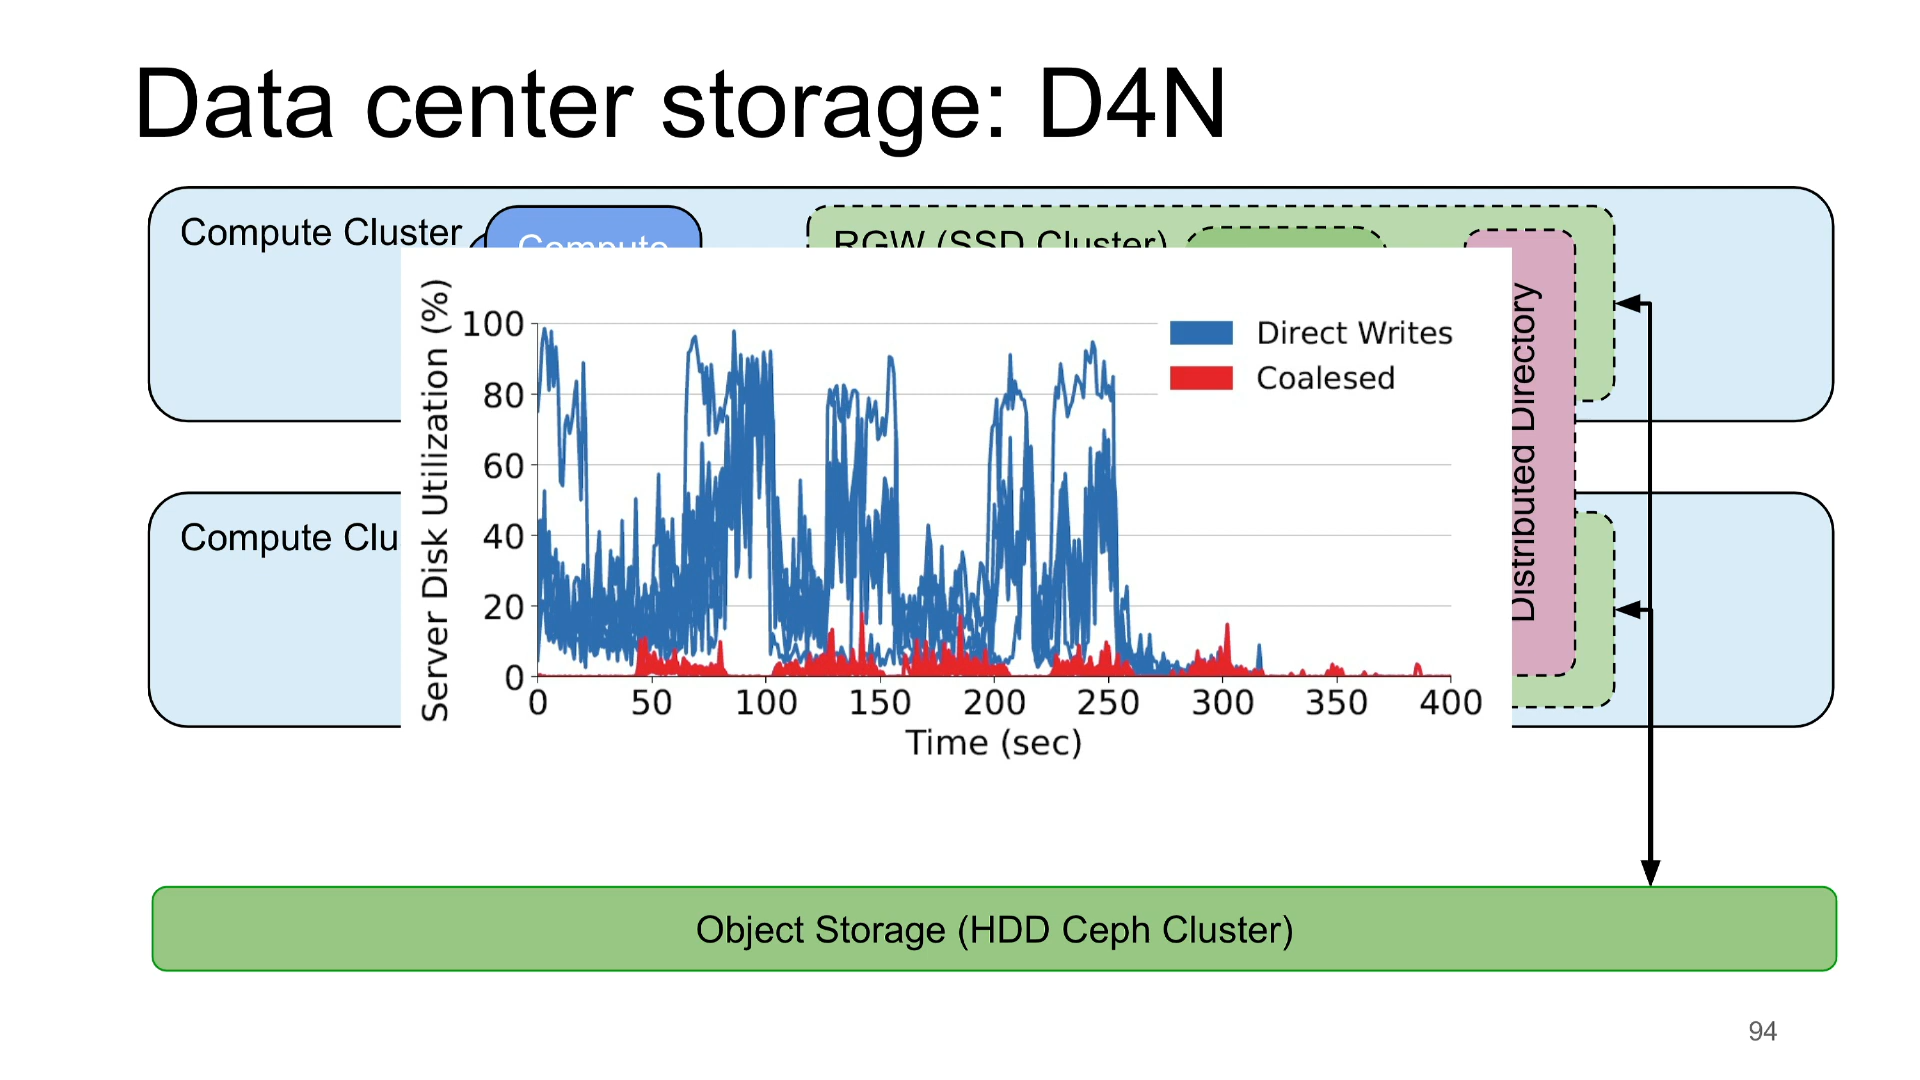 Data center storage: D4N
Compute Cluster
Compute
RGW (SSD Cluster)
Distributed Directory
Compute Clu
Server Disk Utilization (%)
100
80
60
40
20
0
Direct Writes
Coalesed
0 50 100 150 200 250 300 350 400
Time (sec)
Object Storage (HDD Ceph Cluster)
94